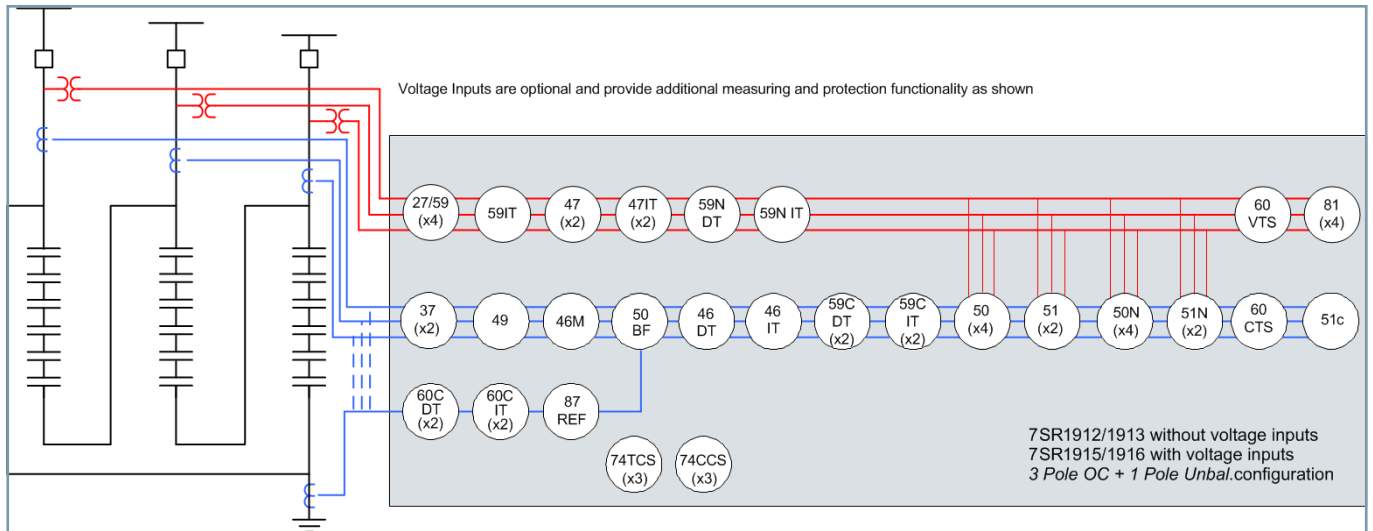 Voltage Inputs are optional and provide additional measuring and protection functionality as shown
27/59
(x4)
59IT
47
(x2)
47IT
(x2)
59N
DT
59N IT
60
VTS
81
(x4)
37
(x2)
49
46M
50
BF
46
DT
46
IT
59C
DT
(x2)
59C
IT
(x2)
50
(x4)
51
(x2)
50N
(x4)
51N
(x2)
60
CTS
51c
60C
DT
(x2)
60C
IT
(x2)
87
REF
74TCS
(x3)
74CCS
(x3)
7SR1912/1913 without voltage inputs
7SR1915/1916 with voltage inputs
3 Pole OC + 1 Pole Unbal.configuration